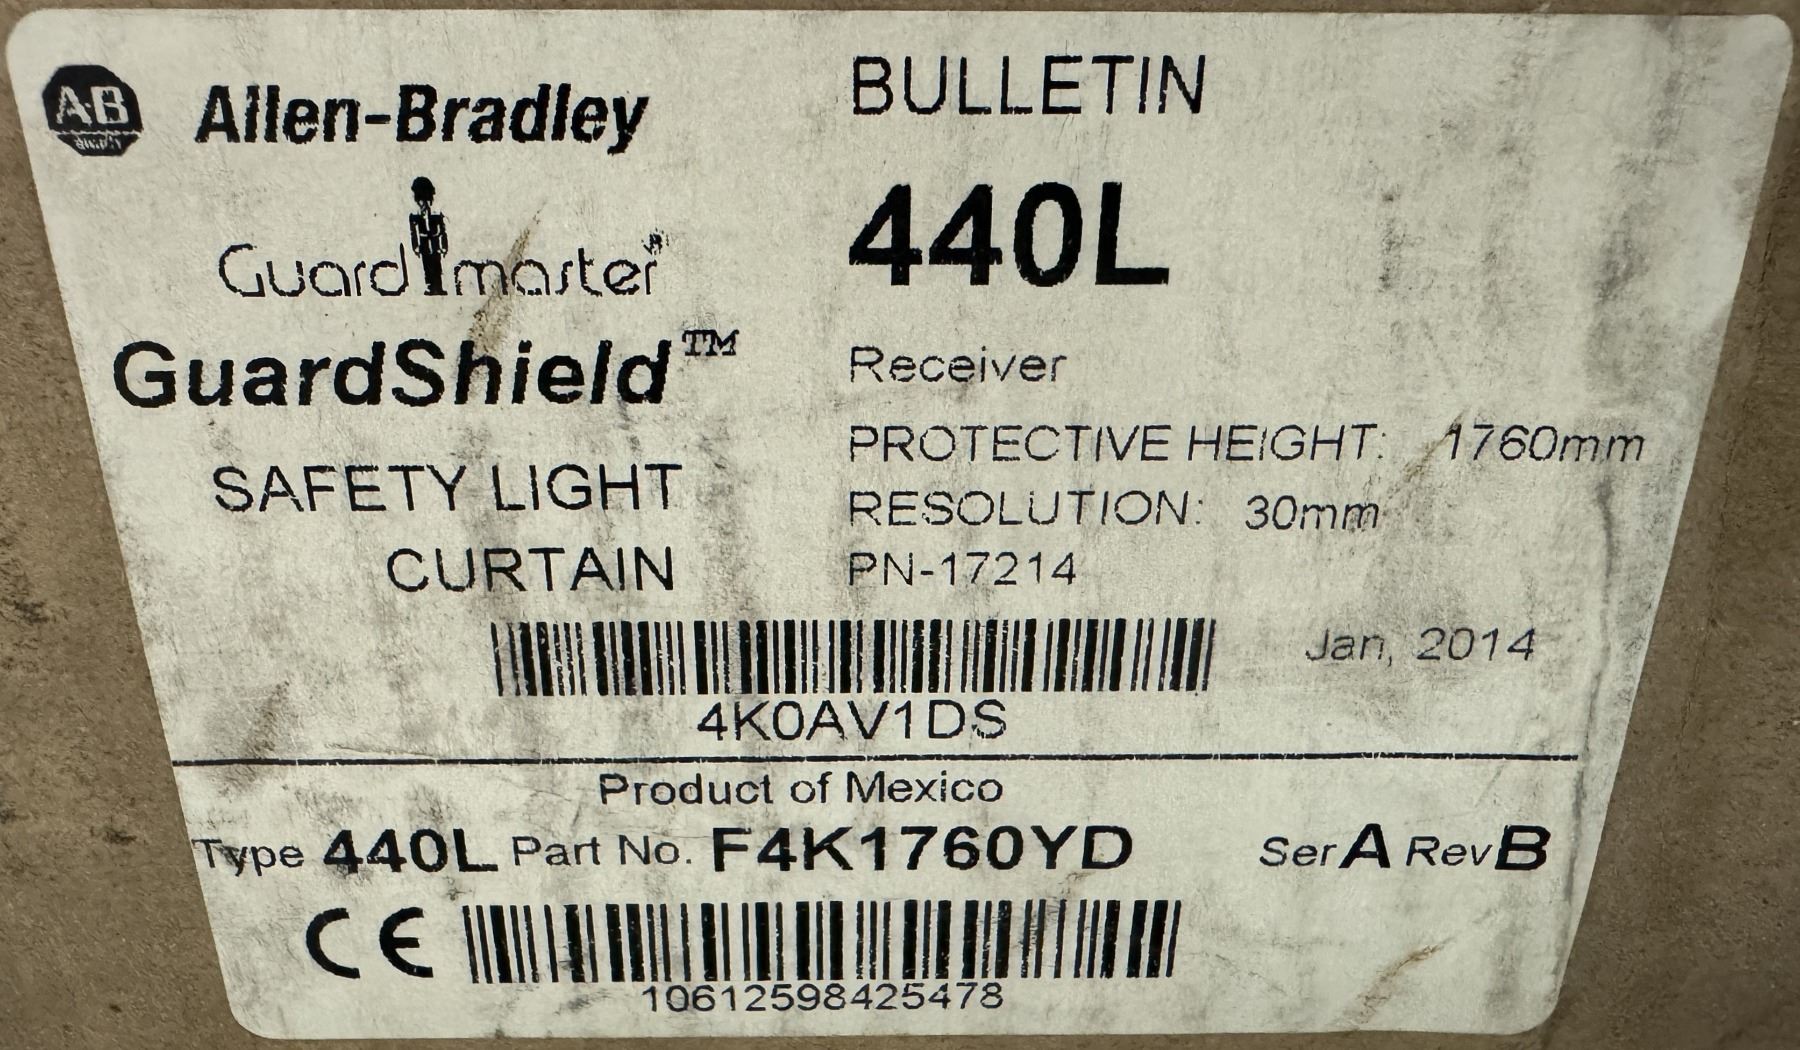 A·B
QUALITY
Allen-Bradley
Guardmaster®
GuardShield™
SAFETY LIGHT
CURTAIN
BULLETIN
440L
Receiver
PROTECTIVE HEIGHT: 1760mm
RESOLUTION: 30mm
PN-17214
Jan, 2014
4K0AV1DS
Product of Mexico
Type 440L Part No. F4K1760YD Ser A Rev B
CE
10612598425478